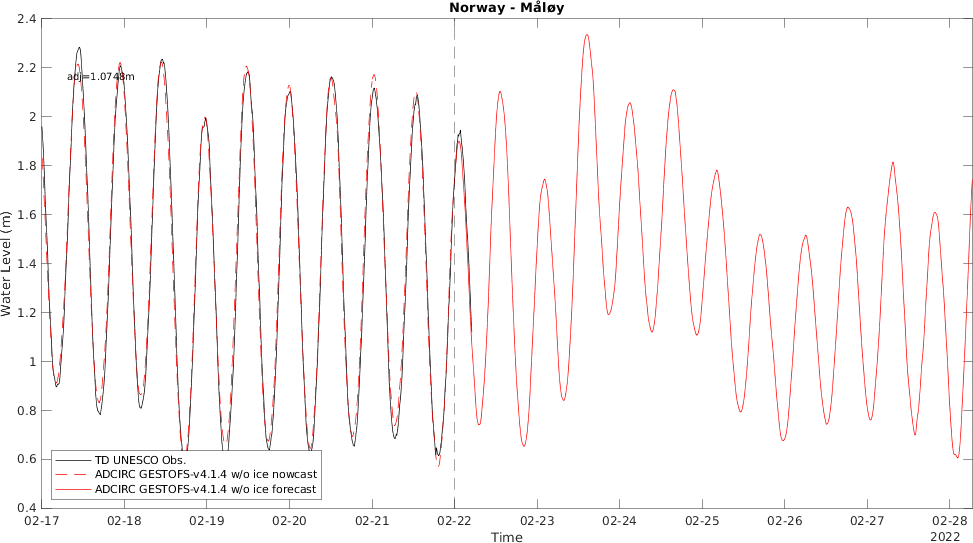 Norway - Måløy
2.4
2.2
adj=1.0748m
2
1.8
1.6
1.4
1.2
1
0.8
0.6
0.4
Water Level (m)
TD UNESCO Obs.
ADCIRC GESTOFS-v4.1.4 w/o ice nowcast
ADCIRC GESTOFS-v4.1.4 w/o ice forecast
02-17 02-18 02-19 02-20 02-21 02-22 02-23 02-24 02-25 02-26 02-27 02-28
2022
Time